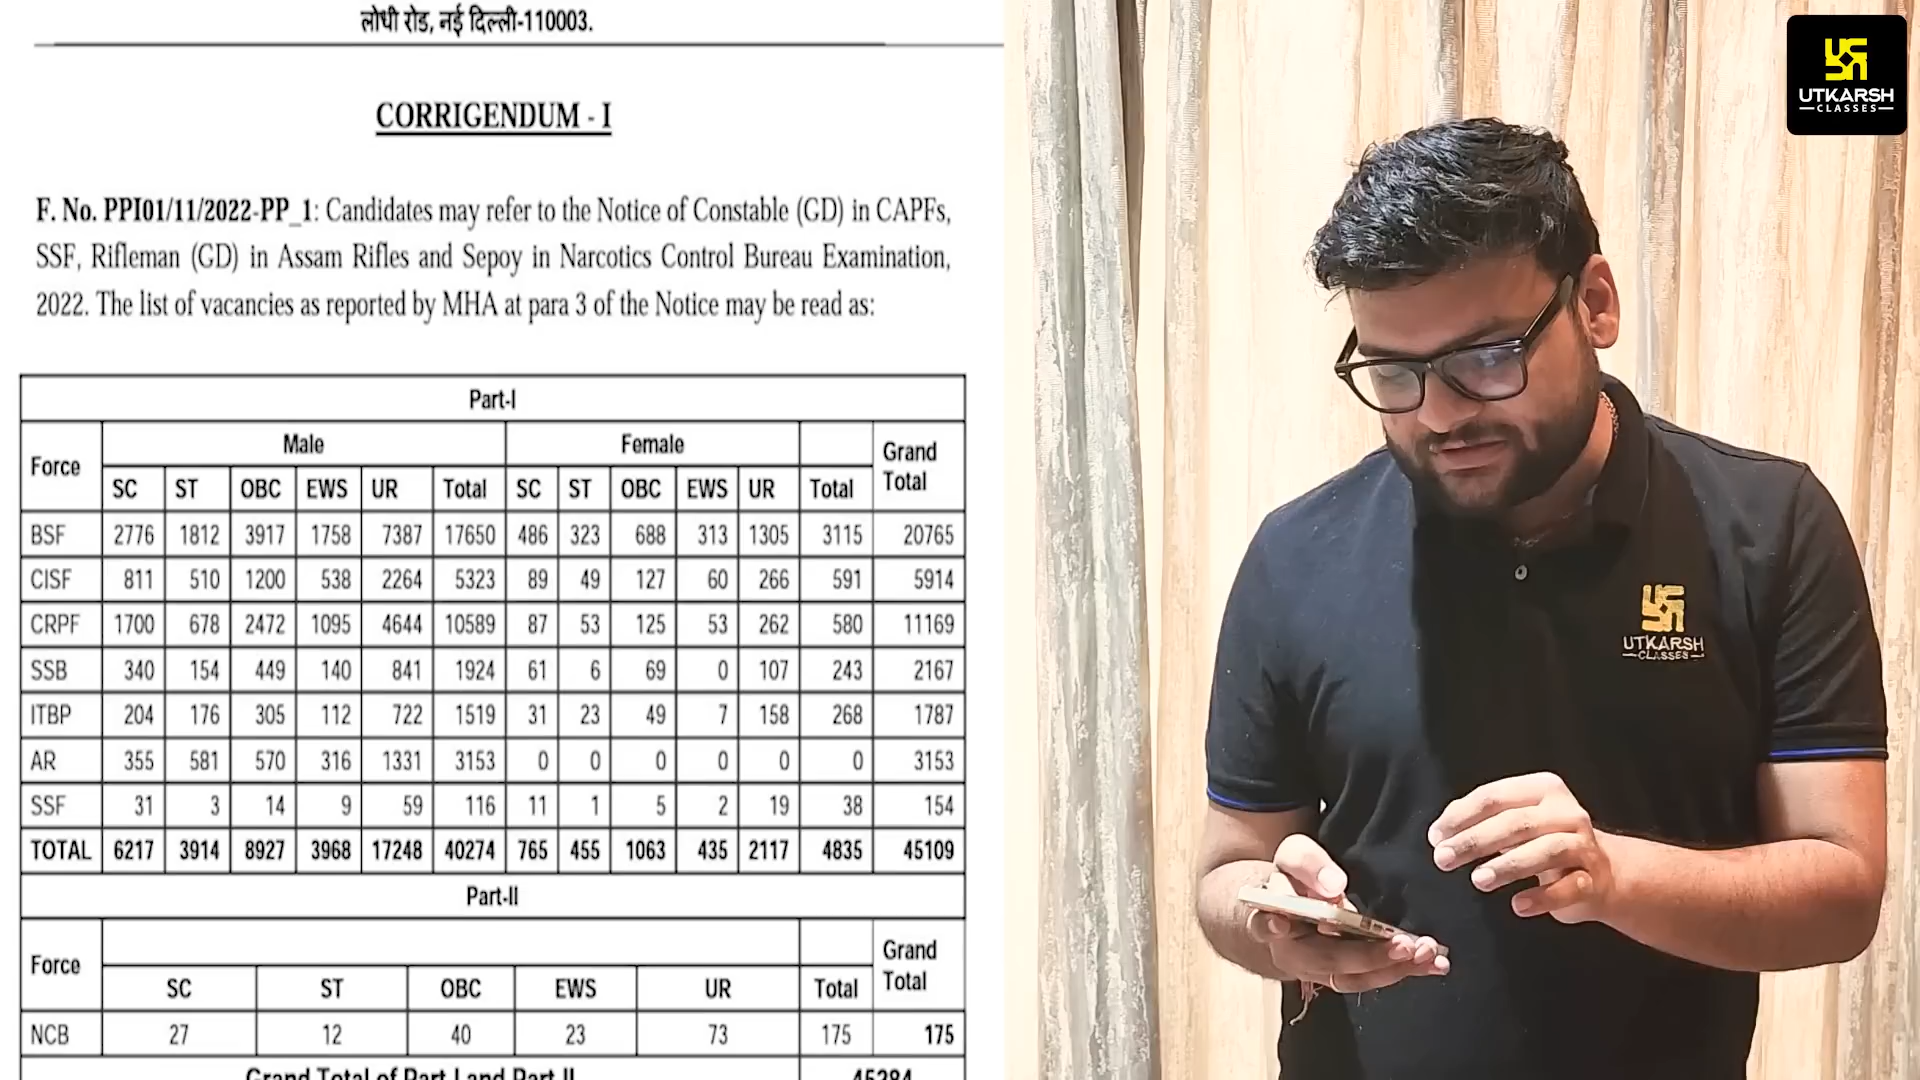 लोधी रोड, नई दिल्ली-110003.
CORRIGENDUM - I
F. No. PPI01/11/2022-PP_1: Candidates may refer to the Notice of Constable (GD) in CAPFs,
SSF, Rifleman (GD) in Assam Rifles and Sepoy in Narcotics Control Bureau Examination,
2022. The list of vacancies as reported by MHA at para 3 of the Notice may be read as:
Part-I
Force Male Female Grand Total
SC ST OBC EWS UR Total SC ST OBC EWS UR Total
BSF 2776 1812 3917 1758 7387 17650 486 323 688 313 1305 3115 20765
CISF 811 510 1200 538 2264 5323 89 49 127 60 266 591 5914
CRPF 1700 678 2472 1095 4644 10589 87 53 125 53 262 580 11169
SSB 340 154 449 140 841 1924 61 6 69 0 107 243 2167
ITBP 204 176 305 112 722 1519 31 23 49 7 158 268 1787
AR 355 581 570 316 1331 3153 0 0 0 0 0 0 3153
SSF 31 3 14 9 59 116 11 1 5 2 19 38 154
TOTAL 6217 3914 8927 3968 17248 40274 765 455 1063 435 2117 4835 45109
Part-II
Force Grand Total
SC ST OBC EWS UR Total
NCB 27 12 40 23 73 175 175
Grand Total of Part I and Part II 45284
UTKARSH
CLASSES
UTKARSH
CLASSES